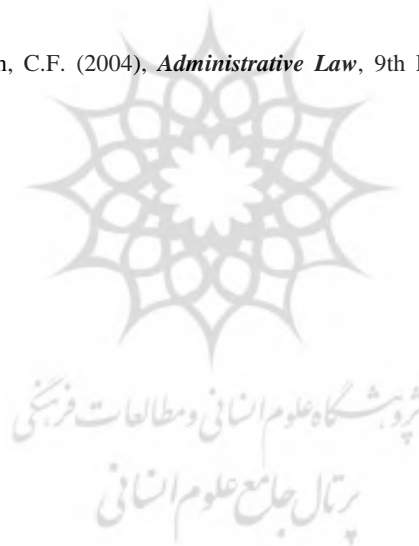 n, C.F. (2004), Administrative Law, 9th
پژوهشگاه علوم انسانی و مطالعات فرهنگی
پرتال جامع علوم انسانی